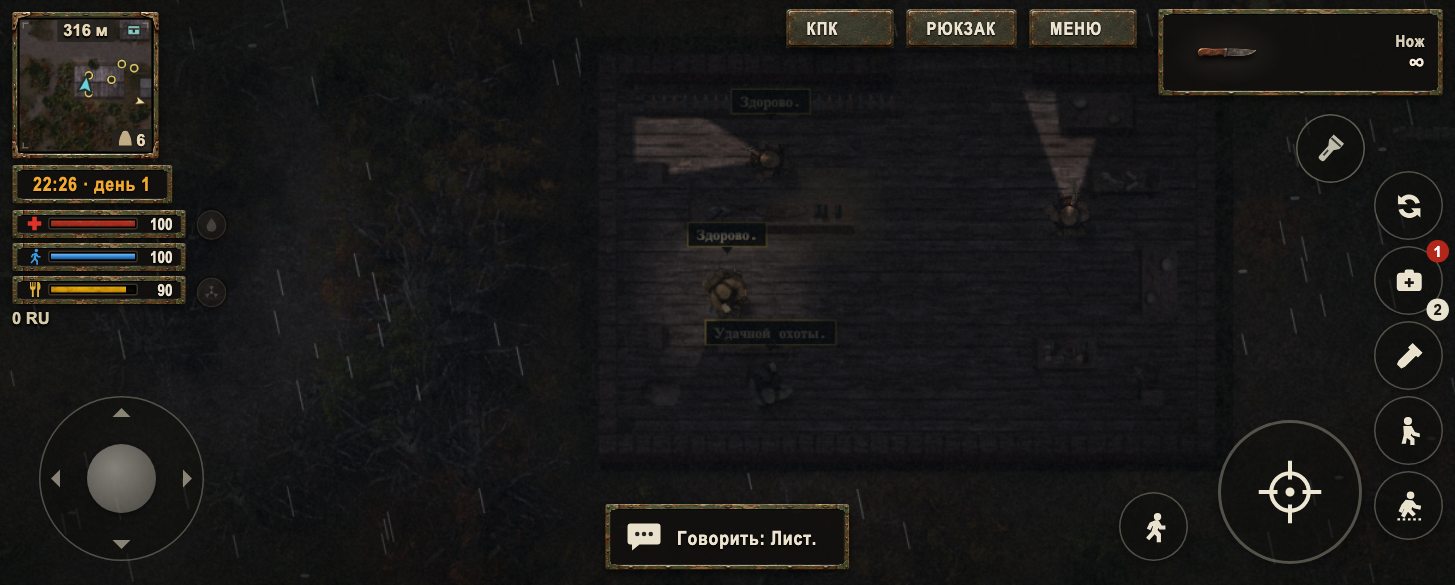 316 м
6
22:26 · день 1
100
100
90
0 RU
КПК
РЮКЗАК
МЕНЮ
Нож
∞
1
2
Здорово.
Здорово.
Удачной охоты.
Говорить: Лист.